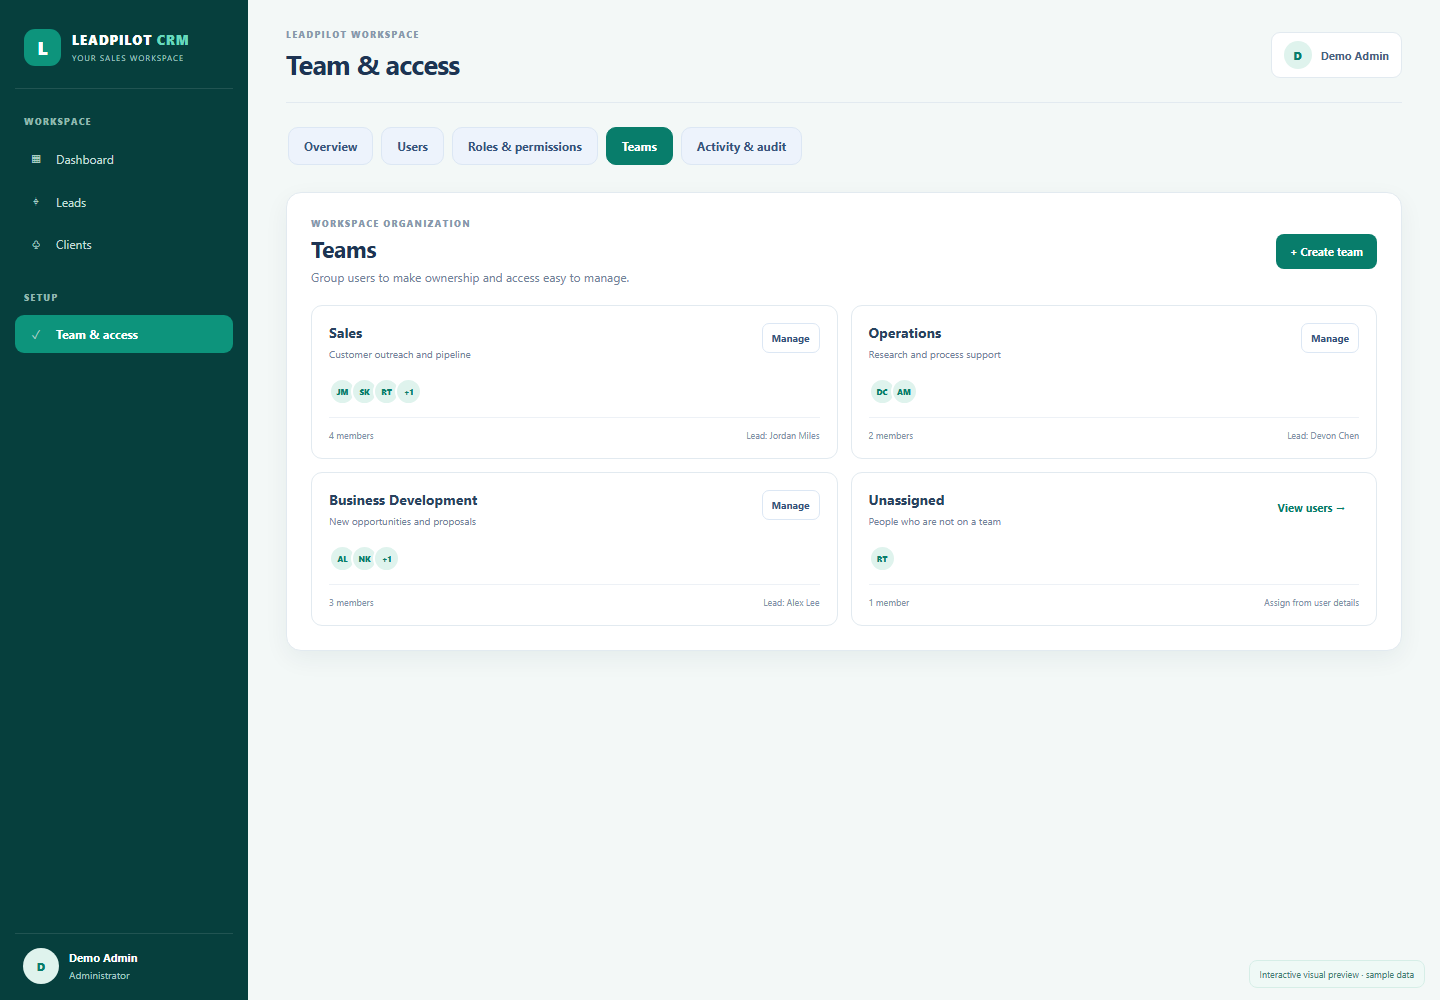 L
LEADPILOT CRM
YOUR SALES WORKSPACE
WORKSPACE
Dashboard
Leads
Clients
SETUP
✓ Team & access
D
Demo Admin
Administrator
LEADPILOT WORKSPACE
Team & access
D Demo Admin
Overview Users Roles & permissions Teams Activity & audit
WORKSPACE ORGANIZATION
Teams
Group users to make ownership and access easy to manage.
+ Create team
Sales
Customer outreach and pipeline
Manage
JM SK RT +1
4 members Lead: Jordan Miles
Operations
Research and process support
Manage
DC AM
2 members Lead: Devon Chen
Business Development
New opportunities and proposals
Manage
AL NK +1
3 members Lead: Alex Lee
Unassigned
People who are not on a team
View users →
RT
1 member Assign from user details
Interactive visual preview · sample data